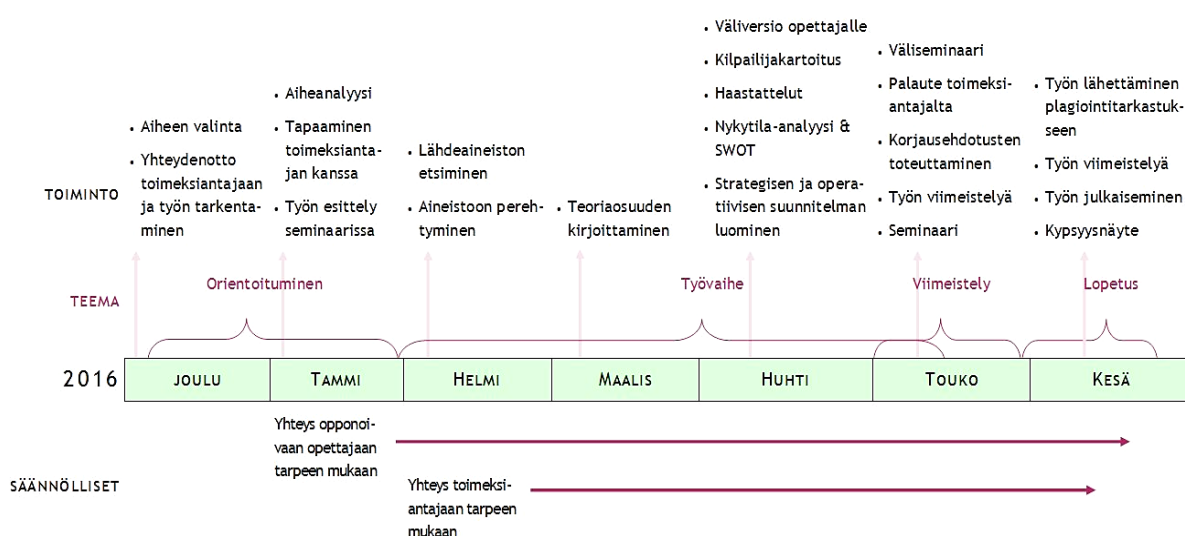 TOIMINTO
• Aiheen valinta
• Yhteydenotto
toimeksiantajaan
ja työn tarkenta-
minen
• Aiheanalyysi
• Tapaaminen
toimeksianta-
jan kanssa
• Työn esittely
seminaarissa
• Lähdeaineiston
etsiminen
• Aineistoon pereh-
tyminen
• Teoriaosuuden
kirjoittaminen
• Väliversio opettajalle
• Kilpailijakartoitus
• Haastattelut
• Nykytila-analyysi &
SWOT
• Strategisen ja opera-
tiivisen suunnitelman
luominen
• Väliseminaari
• Palaute toimeksi-
antajalta
• Korjausehdotusten
toteuttaminen
• Työn viimeistelyä
• Seminaari
• Työn lähettäminen
plagiointitarkastuk-
seen
• Työn viimeistelyä
• Työn julkaiseminen
• Kypsyysnäyte
TEEMA
Orientoituminen
Työvaihe
Viimeistely
Lopetus
2016
JOULU
TAMMI
HELMI
MAALIS
HUHTI
TOUKO
KESÄ
SÄÄNNÖLLISET
Yhteys opponoi-
vaan opettajaan
tarpeen mukaan
Yhteys toimeksi-
antajaan tarpeen
mukaan